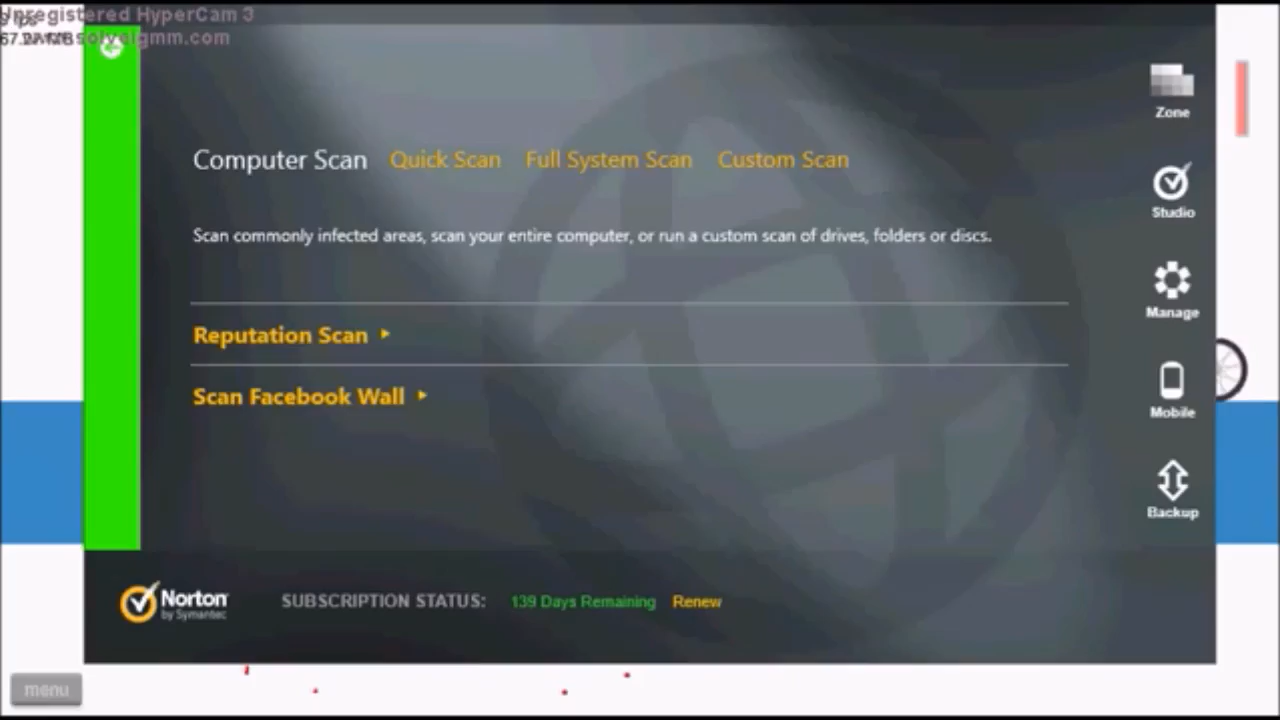 Unregistered HyperCam 3
Zone
Computer Scan Quick Scan Full System Scan Custom Scan
Studio
Scan commonly infected areas, scan your entire computer, or run a custom scan of drives, folders or discs.
Manage
Reputation Scan
Scan Facebook Wall
Mobile
Backup
Norton
by Symantec
SUBSCRIPTION STATUS: 139 Days Remaining Renew
menu